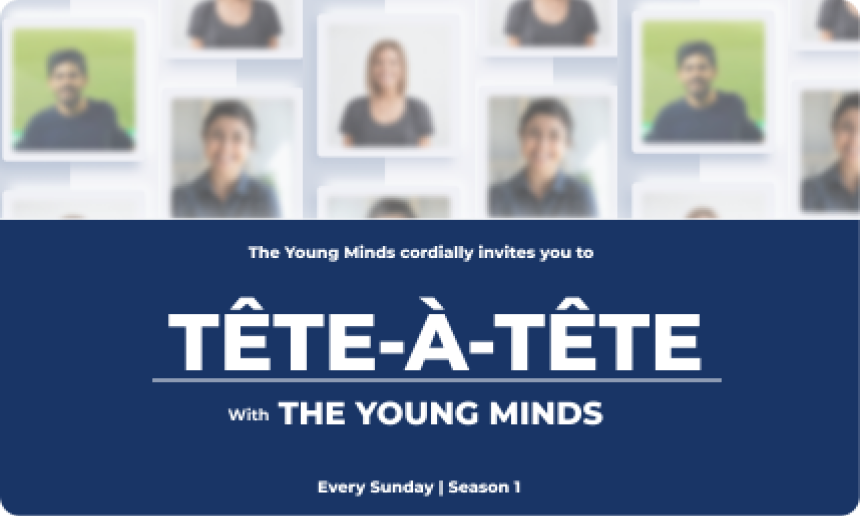 The Young Minds cordially invites you to
TÊTE-À-TÊTE
With THE YOUNG MINDS
Every Sunday | Season 1